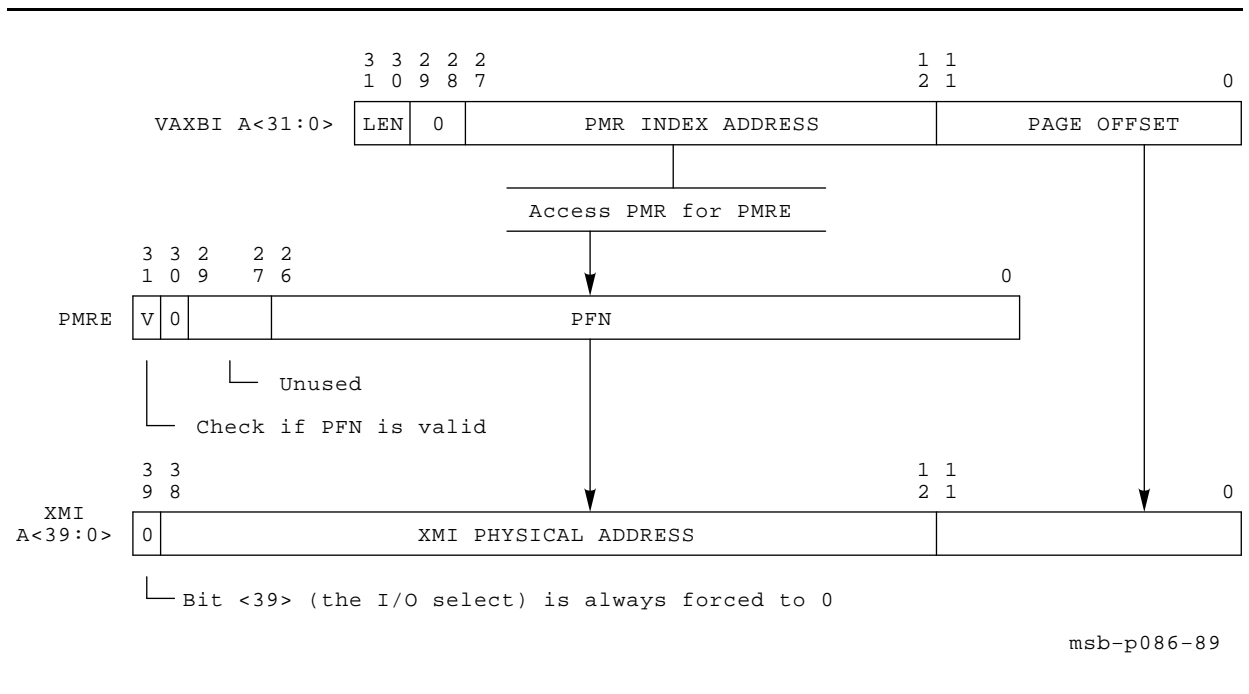 3 3 2 2 2 1 1
1 0 9 8 7 2 1 0
VAXBI A<31:0> LEN 0 PMR INDEX ADDRESS PAGE OFFSET
Access PMR for PMRE
3 3 2 2 2
1 0 9 7 6 0
PMRE V 0 PFN
Unused
Check if PFN is valid
3 3 1 1
9 8 2 1 0
XMI
A<39:0> 0 XMI PHYSICAL ADDRESS
Bit <39> (the I/O select) is always forced to 0
msb-p086-89